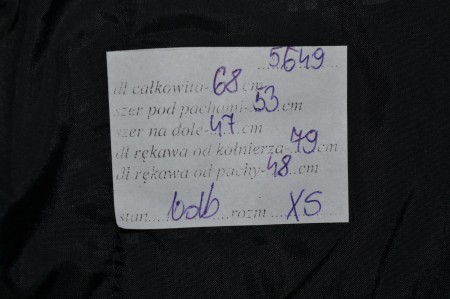 5649
dł całkowita-68 cm
szer pod pachami-53 cm
szer na dole-47 cm
dł rękawa od kołnierza-79 cm
dł rękawa od pachy-48 cm
stan....bdb....rozm...XS